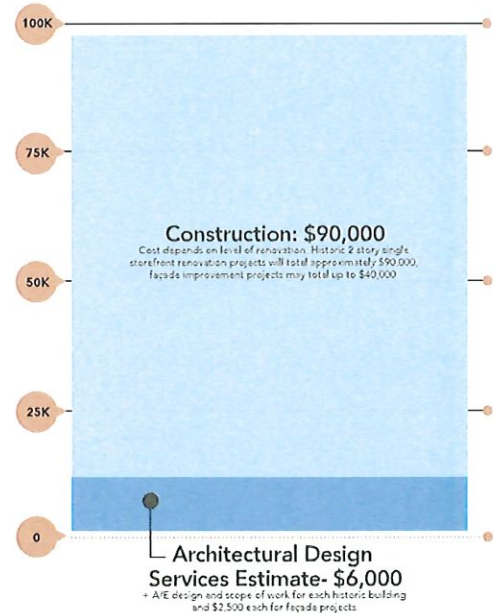 100K
75K
Construction: $90,000
Cost depends on level of renovation. Historic 2 story single
storefront renovation projects will total approximately $90,000,
façade improvement projects may total up to $40,000
50K
25K
0
Architectural Design
Services Estimate- $6,000
+ A/E design and scope of work for each historic building
and $2,500 each for façade projects